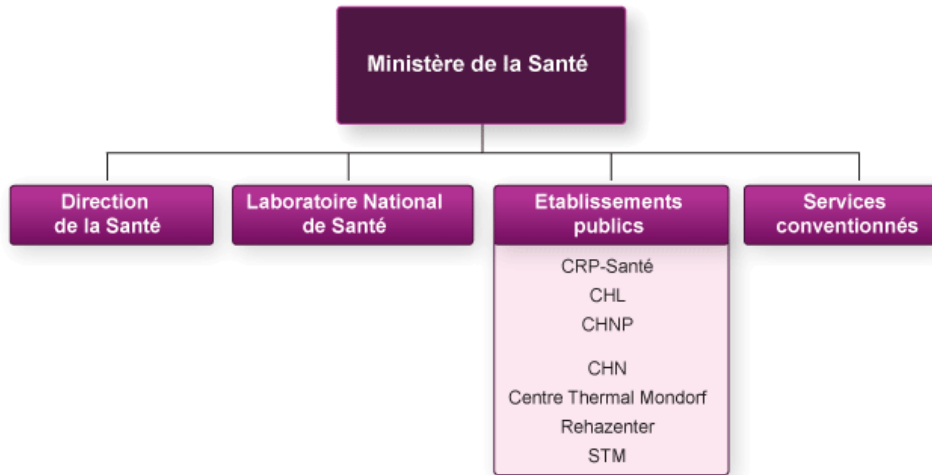 Ministère de la Santé
Direction
de la Santé
Laboratoire National
de Santé
Etablissements
publics
Services
conventionnés
CRP-Santé
CHL
CHNP
CHN
Centre Thermal Mondorf
Rehazenter
STM